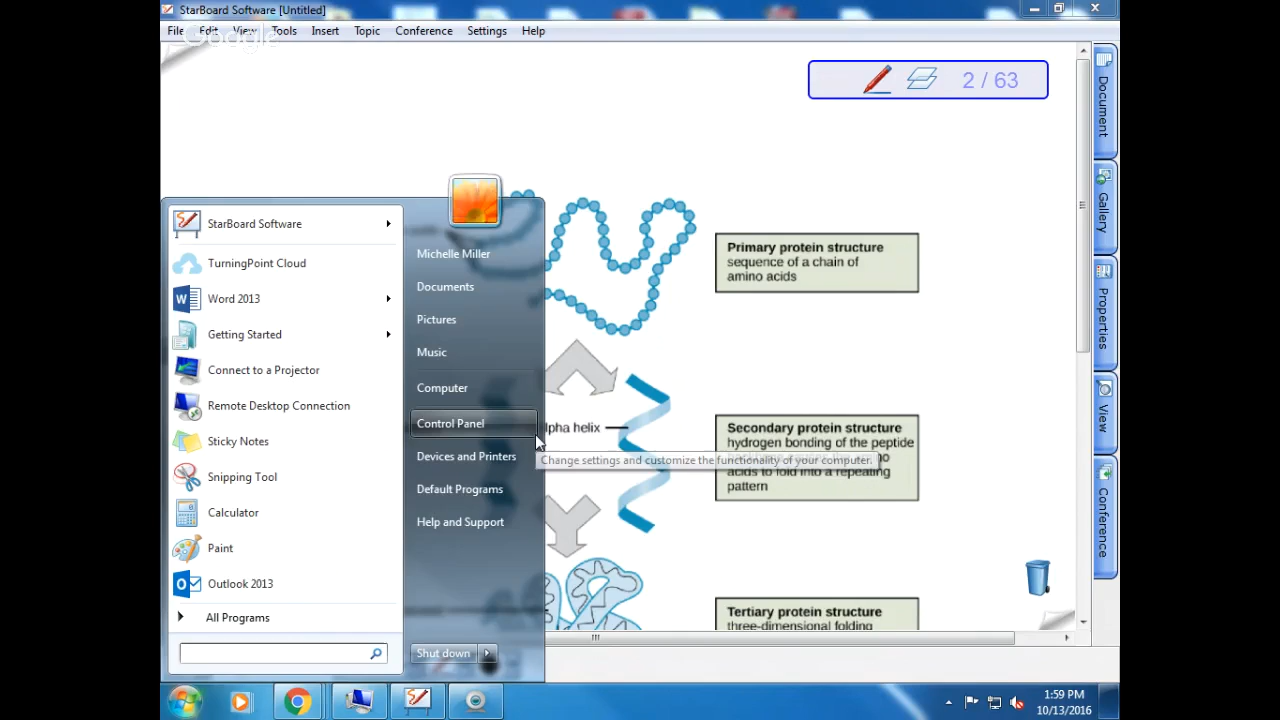 StarBoard Software [Untitled]
File Edit View Tools Insert Topic Conference Settings Help
Google
2 / 63
Document
Gallery
Properties
View
Conference
StarBoard Software
TurningPoint Cloud
Word 2013
Getting Started
Connect to a Projector
Remote Desktop Connection
Sticky Notes
Snipping Tool
Calculator
Paint
Outlook 2013
All Programs
Michelle Miller
Documents
Pictures
Music
Computer
Control Panel
Devices and Printers
Default Programs
Help and Support
Shut down
Change settings and customize the functionality of your computer.
Primary protein structure
sequence of a chain of
amino acids
lpha helix
Secondary protein structure
hydrogen bonding of the peptide
acids to fold into a repeating
pattern
Tertiary protein structure
three-dimensional folding
1:59 PM
10/13/2016